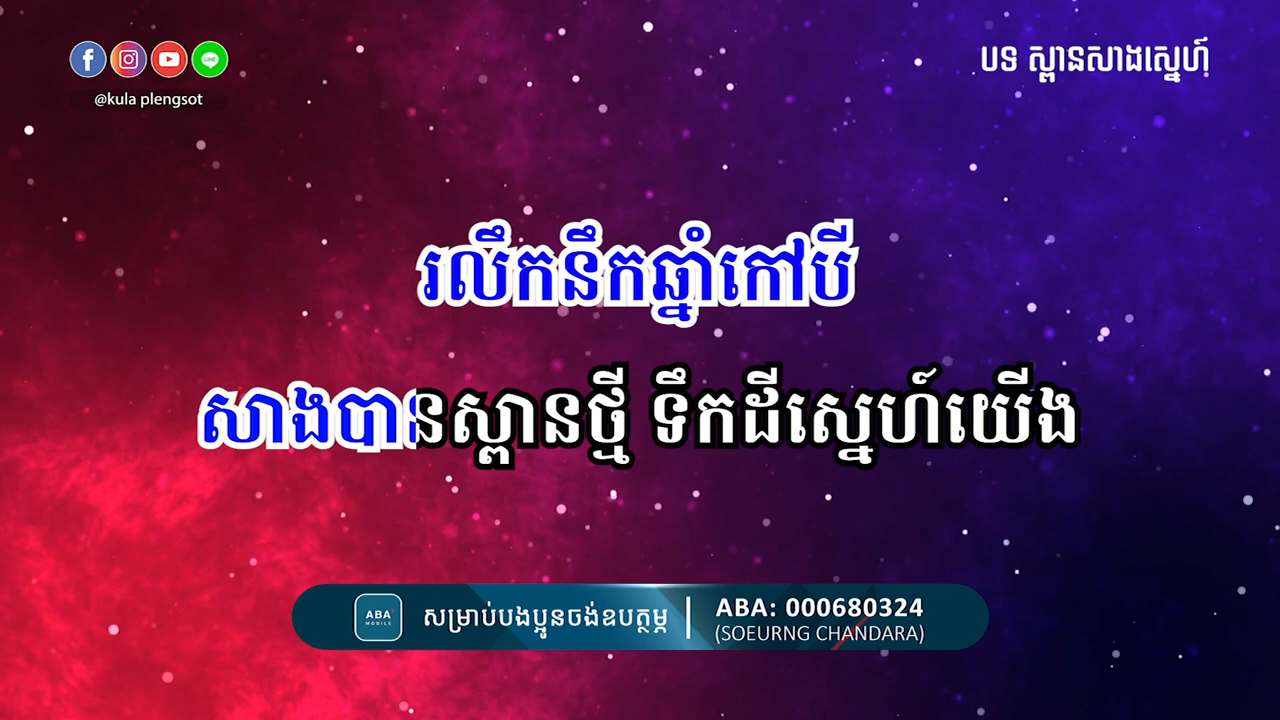 @kula plengsot
បទ ស្ពានសាងស្នេហ៍
រលឹកនឹកឆ្នាំកៅបី
សាងបានស្ពានថ្មី ទឹកដីស្នេហ៍យើង
ABA
MOBILE
សម្រាប់បងប្អូនចង់ឧបត្ថម្ភ
ABA: 000680324
(SOEURNG CHANDARA)